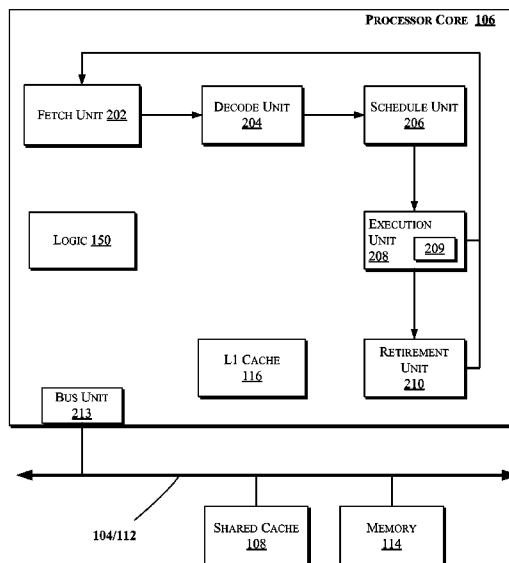 PROCESSOR CORE 106
FETCH UNIT 202
DECODE UNIT
204
SCHEDULE UNIT
206
LOGIC 150
EXECUTION
UNIT
208
209
L1 CACHE
116
RETIREMENT
UNIT
210
BUS UNIT
213
104/112
SHARED CACHE
108
MEMORY
114